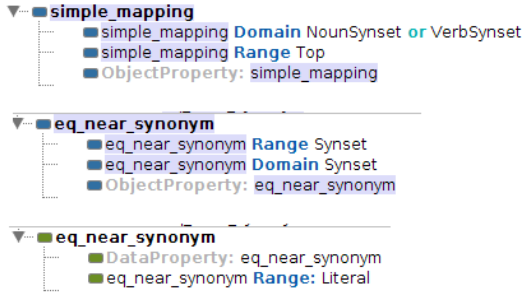 simple_mapping
simple_mapping Domain NounSynset or VerbSynset
simple_mapping Range Top
ObjectProperty: simple_mapping
eq_near_synonym
eq_near_synonym Range Synset
eq_near_synonym Domain Synset
ObjectProperty: eq_near_synonym
eq_near_synonym
DataProperty: eq_near_synonym
eq_near_synonym Range: Literal